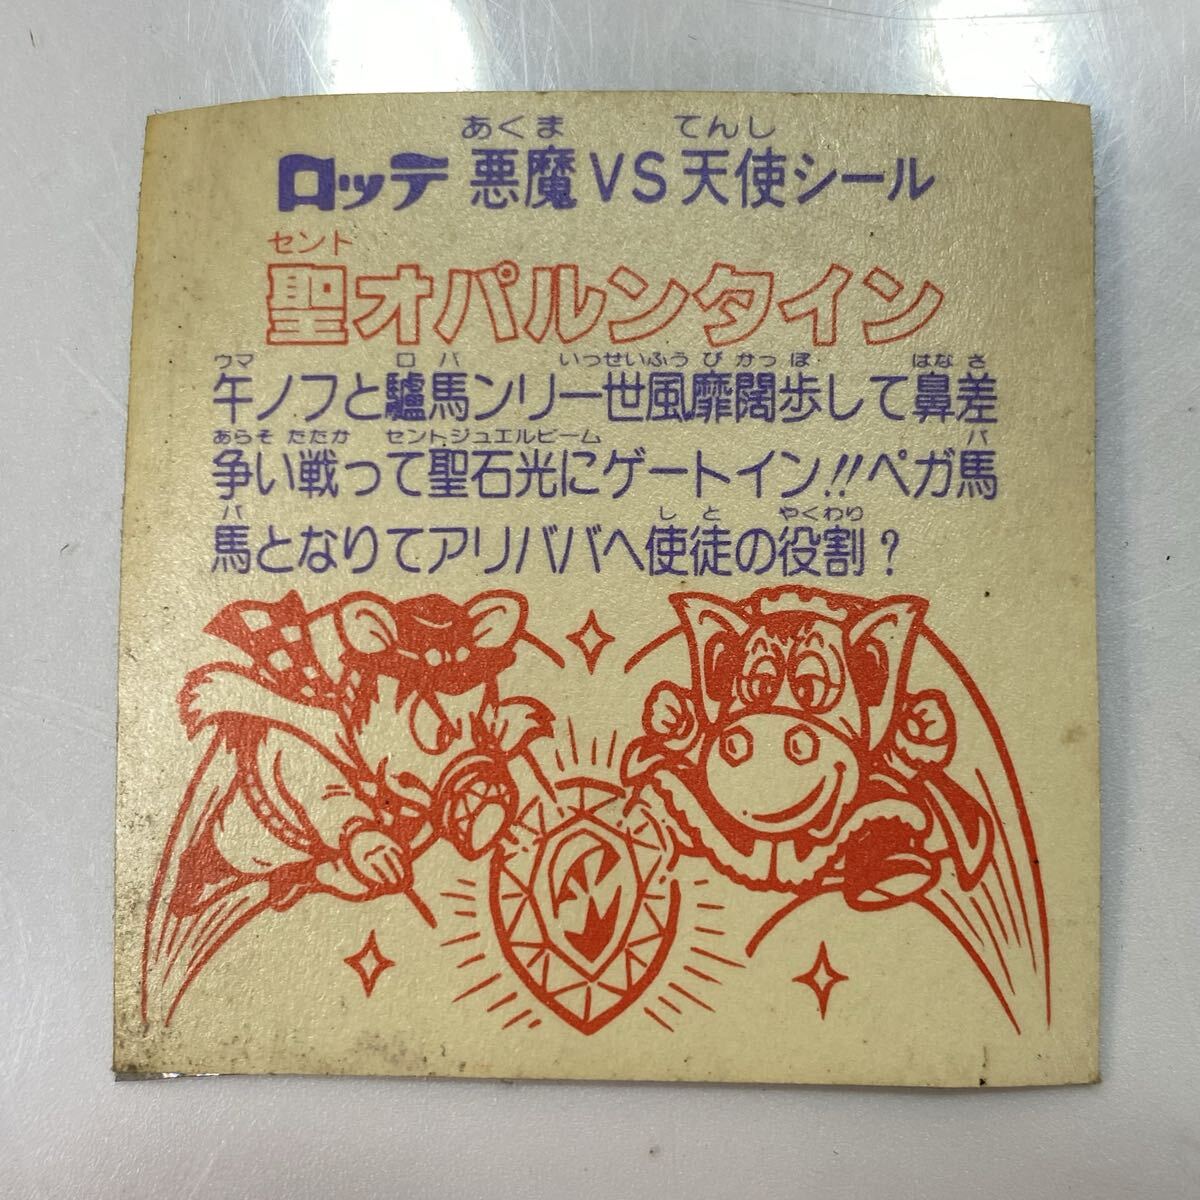 あくま てんし
ロッテ 悪魔VS天使シール
セント
聖オパルンタイン
ウマ ロバ いっせいふうび かっぽ はなさ
午ノフと驢馬ンリー世風靡闊歩して鼻差
あらそ たたか セントジュエルビーム バ
争い戦って聖石光にゲートイン!!ペガ馬
バ しと やくわり
馬となりてアリババへ使徒の役割?